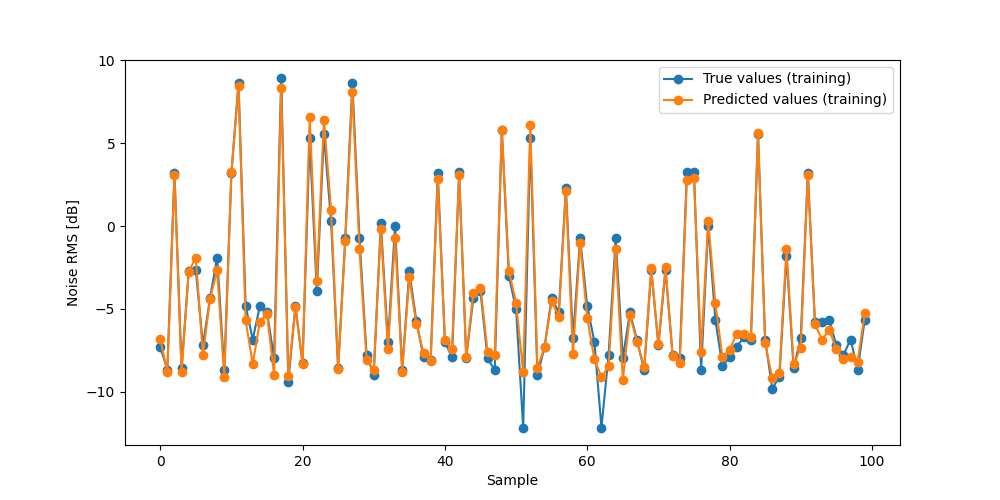 True values (training)
Predicted values (training)
Noise RMS [dB]
10
5
0
−5
−10
0 20 40 60 80 100
Sample